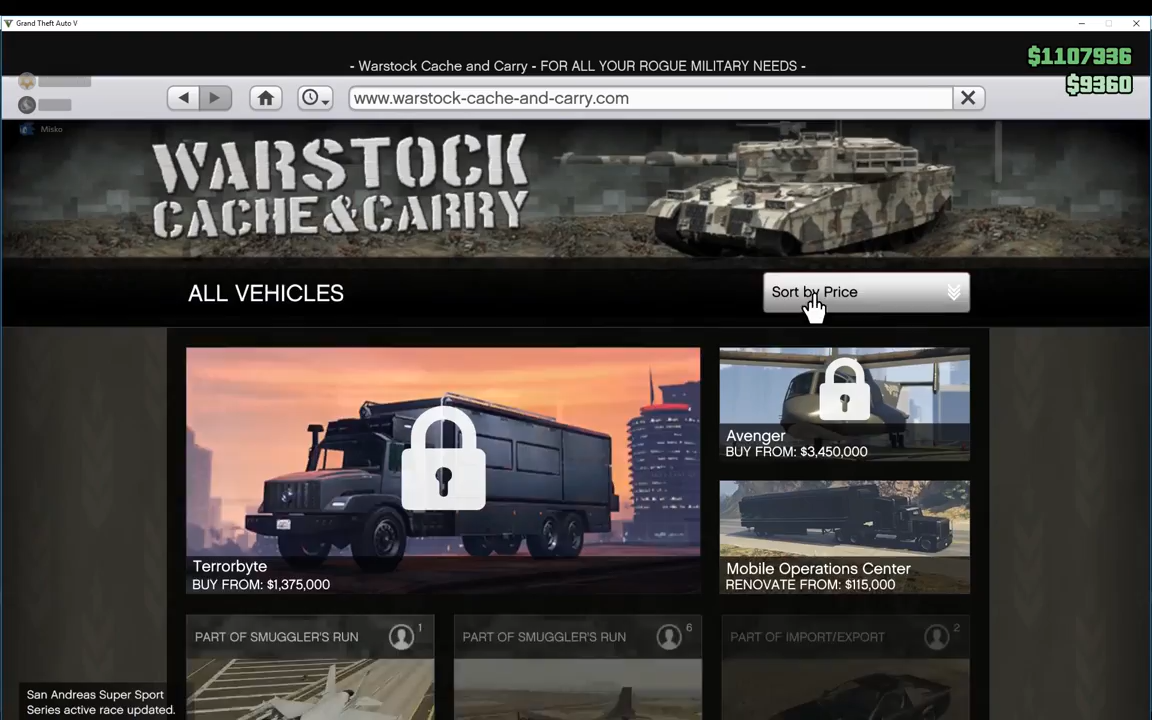 Grand Theft Auto V
- Warstock Cache and Carry - FOR ALL YOUR ROGUE MILITARY NEEDS -
$1107936
$9360
www.warstock-cache-and-carry.com
Misko
WARSTOCK
CACHE&CARRY
ALL VEHICLES
Sort by Price
Terrorbyte
BUY FROM: $1,375,000
Avenger
BUY FROM: $3,450,000
Mobile Operations Center
RENOVATE FROM: $115,000
PART OF SMUGGLER'S RUN 1
PART OF SMUGGLER'S RUN 6
PART OF IMPORT/EXPORT 2
San Andreas Super Sport
Series active race updated.